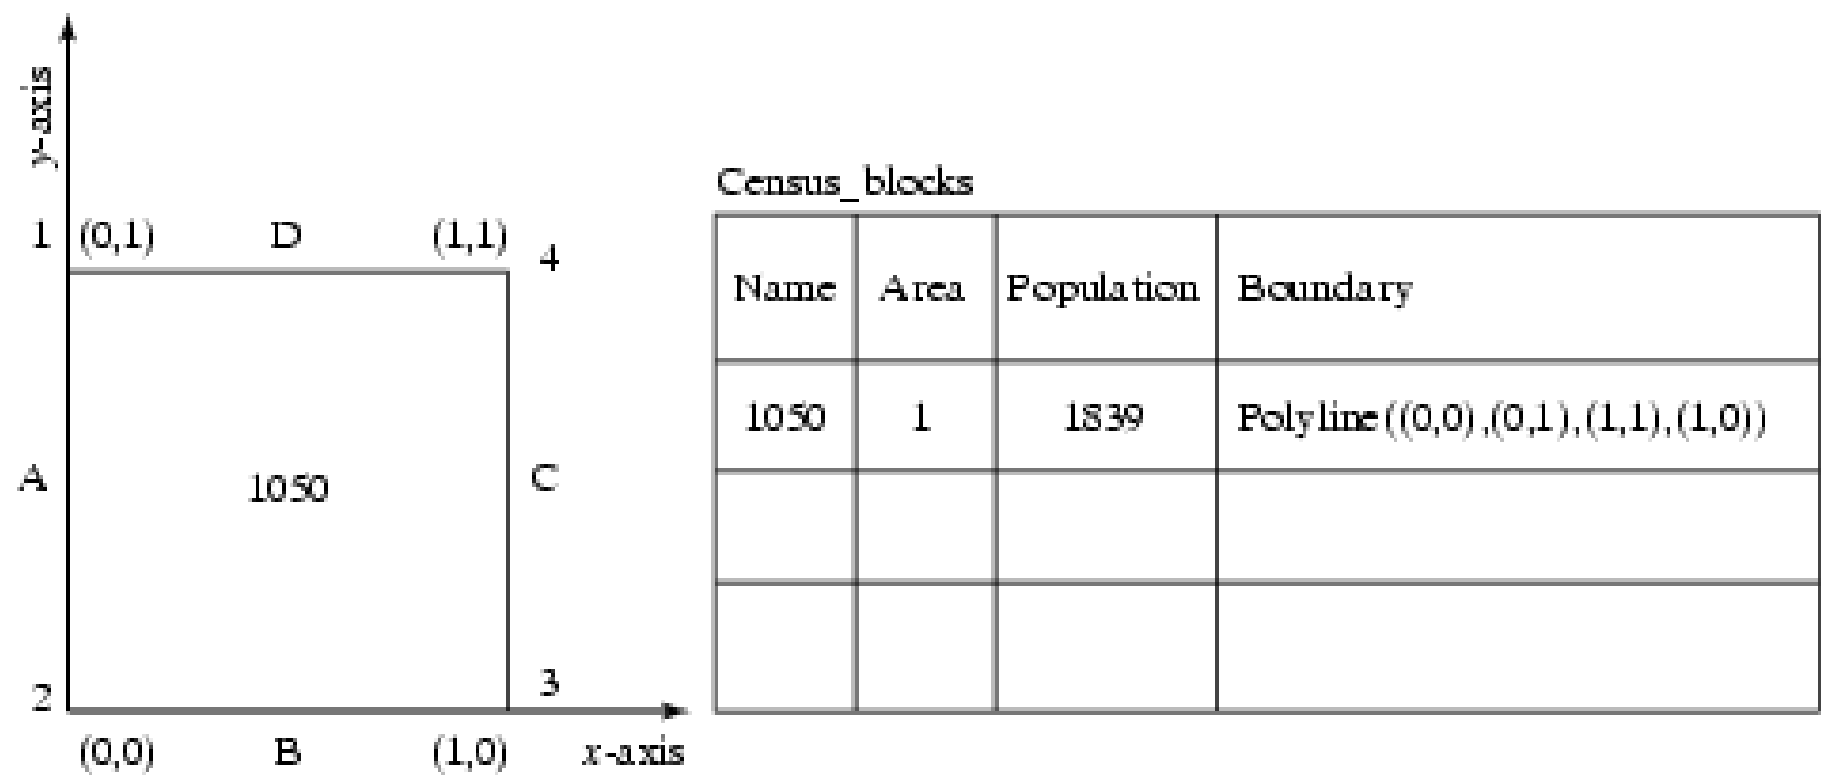 y-axis
1 (0,1) D (1,1) 4
A 1050 C
2 3
(0,0) B (1,0) x-axis
Census_blocks
Name Area Population Boundary
1050 1 1839 Polyline((0,0),(0,1),(1,1),(1,0))